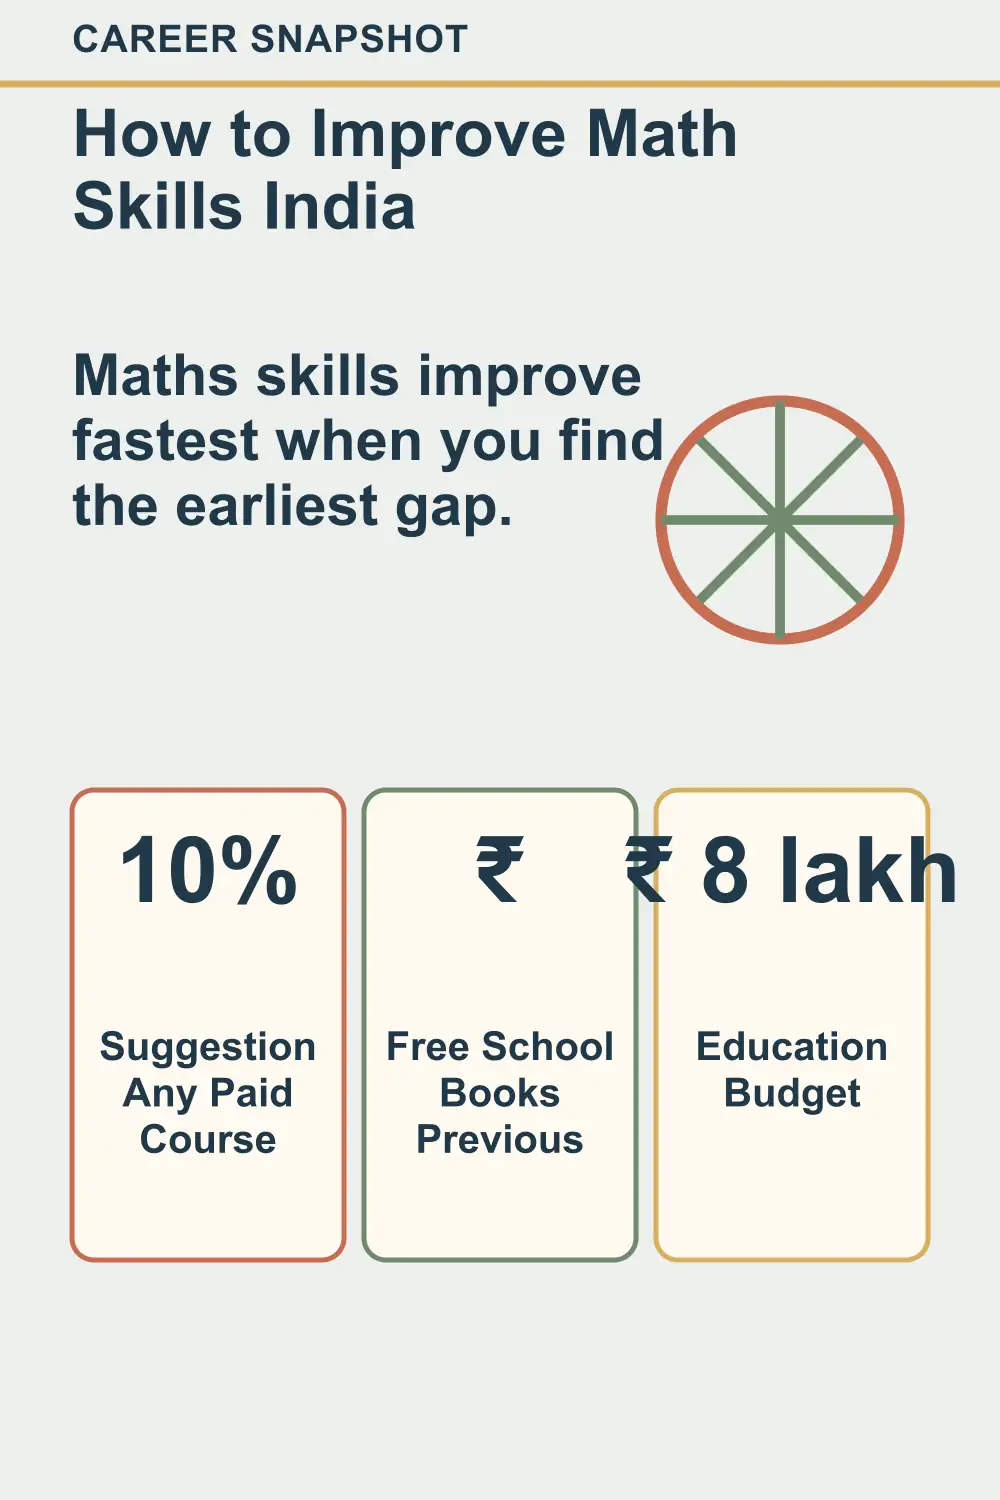 CAREER SNAPSHOT
How to Improve Math
Skills India
Maths skills improve
fastest when you find
the earliest gap.
10%
Suggestion
Any Paid
Course
₹
Free School
Books
Previous
₹ 8 lakh
Education
Budget